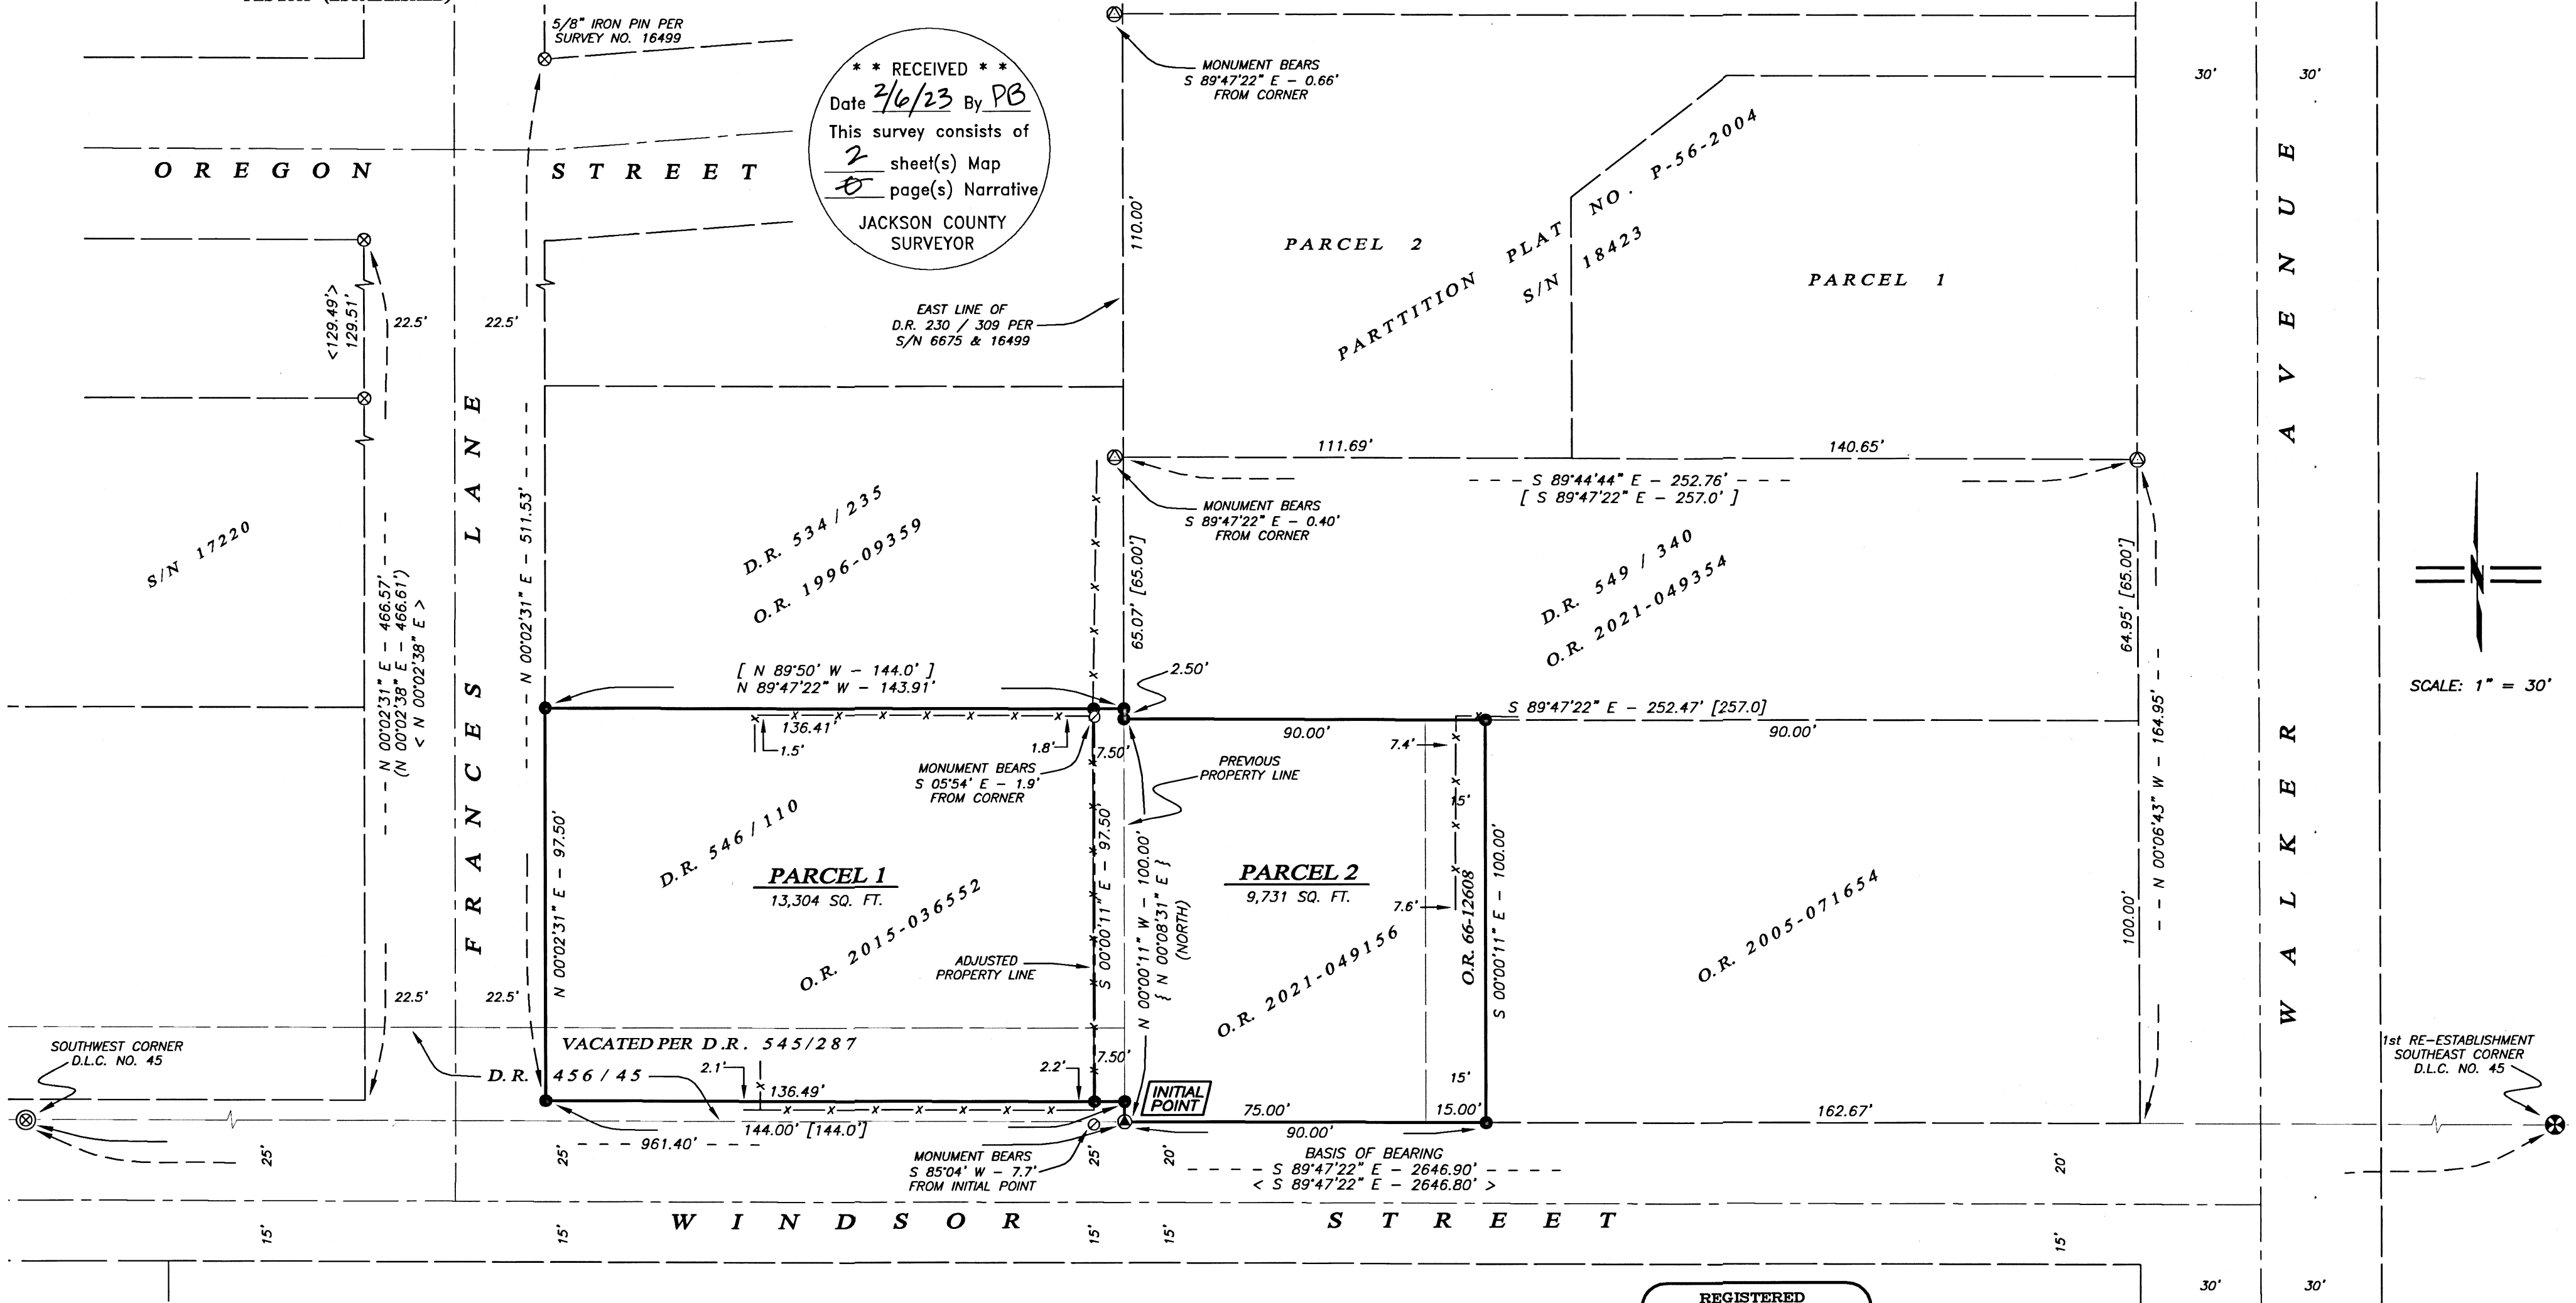 5/8" IRON PIN PER
SURVEY NO. 16499
* * RECEIVED * *
Date 2/6/23 By PB
This survey consists of
2 sheet(s) Map
0 page(s) Narrative
JACKSON COUNTY
SURVEYOR
MONUMENT BEARS
S 89°47'22" E - 0.66'
FROM CORNER
30' 30'
OREGON STREET
110.00'
PARCEL 2
PARTTITION PLAT NO. P-56-2004
S/N 18423
PARCEL 1
WALKER AVENUE
<129.49'>
129.51'
22.5' 22.5'
EAST LINE OF
D.R. 230 / 309 PER
S/N 6675 & 16499
111.69'
140.65'
- - - S 89°44'44" E - 252.76' - - -
[ S 89°47'22" E - 257.0' ]
MONUMENT BEARS
S 89°47'22" E - 0.40'
FROM CORNER
FRANCES LANE
S/N 17220
N 00°02'31" E - 466.57'
(N 00°02'38" E - 466.61')
< N 00°02'38" E >
N 00°02'31" E - 511.53'
D.R. 534 / 235
O.R. 1996-09359
65.07' [65.00']
D.R. 549 / 340
O.R. 2021-049354
64.95' [65.00']
N 00°06'43" W - 164.95'
SCALE: 1" = 30'
[ N 89°50' W - 144.0' ]
N 89°47'22" W - 143.91'
2.50'
136.41'
1.5'
1.8'
7.50'
S 89°47'22" E - 252.47' [257.0]
90.00'
90.00'
7.4'
MONUMENT BEARS
S 05°54' E - 1.9'
FROM CORNER
PREVIOUS
PROPERTY LINE
15'
N 00°02'31" E - 97.50'
D.R. 546 / 110
PARCEL 1
13,304 SQ. FT.
O.R. 2015-036552
ADJUSTED
PROPERTY LINE
S 00°00'11" E - 97.50'
N 00°00'11" W - 100.00'
{ N 00°08'31" E }
(NORTH)
PARCEL 2
9,731 SQ. FT.
7.6'
O.R. 2021-049156
O.R. 66-12608
S 00°00'11" E - 100.00'
O.R. 2005-071654
100.00'
22.5' 22.5'
SOUTHWEST CORNER
D.L.C. NO. 45
VACATED PER D.R. 545/287
D.R. 456 / 45
2.1'
2.2'
7.50'
136.49'
INITIAL
POINT
15'
75.00'
15.00'
162.67'
1st RE-ESTABLISHMENT
SOUTHEAST CORNER
D.L.C. NO. 45
144.00' [144.0']
- - - 961.40' - - -
90.00'
MONUMENT BEARS
S 85°04' W - 7.7'
FROM INITIAL POINT
BASIS OF BEARING
- - - - S 89°47'22" E - 2646.90' - - - -
< S 89°47'22" E - 2646.80' >
25' 25' 25' 20' 20'
WINDSOR STREET
15' 15' 15' 15' 15'
30' 30'
REGISTERED